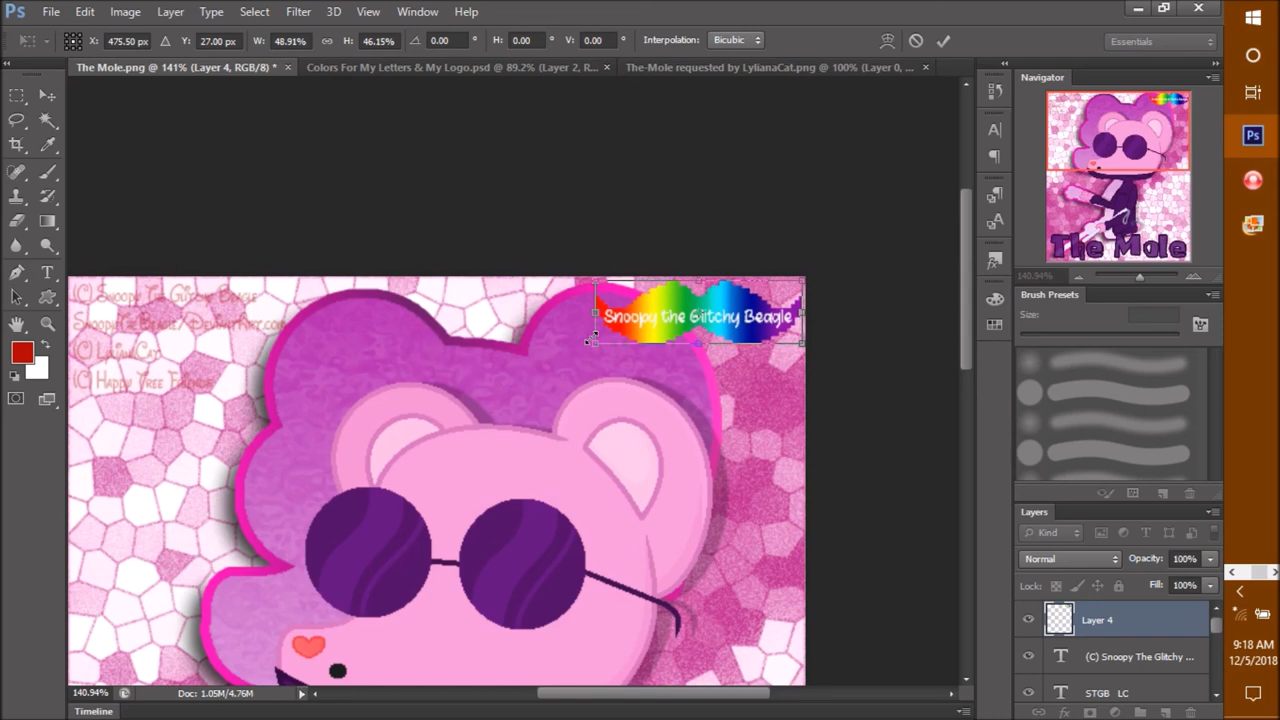 Ps File Edit Image Layer Type Select Filter 3D View Window Help
X: 475.50 px Y: 27.00 px W: 48.91% H: 46.15% 0.00 ° H: 0.00 ° V: 0.00 ° Interpolation: Bicubic Essentials
The Mole.png @ 141% (Layer 4, RGB/8) * × Colors For My Letters & My Logo.psd @ 89.2% (Layer 2, R... × The-Mole requested by LylianaCat.png @ 100% (Layer 0, ... ×
Navigator
Ps
The Mole
140.94%
Brush Presets
Size:
(C) Snoopy The Glitchy Beagle
SnoopytheBeagle/DeviantArt.com
(C) LilianCat
(C) Happy Tree Friends
Snoopy the Glitchy Beagle
Layers
Kind
Normal Opacity: 100%
Lock: Fill: 100%
Layer 4
T (C) Snoopy The Glitchy ...
T STGB LC
140.94% Doc: 1.05M/4.76M
Timeline
9:18 AM
12/5/2018